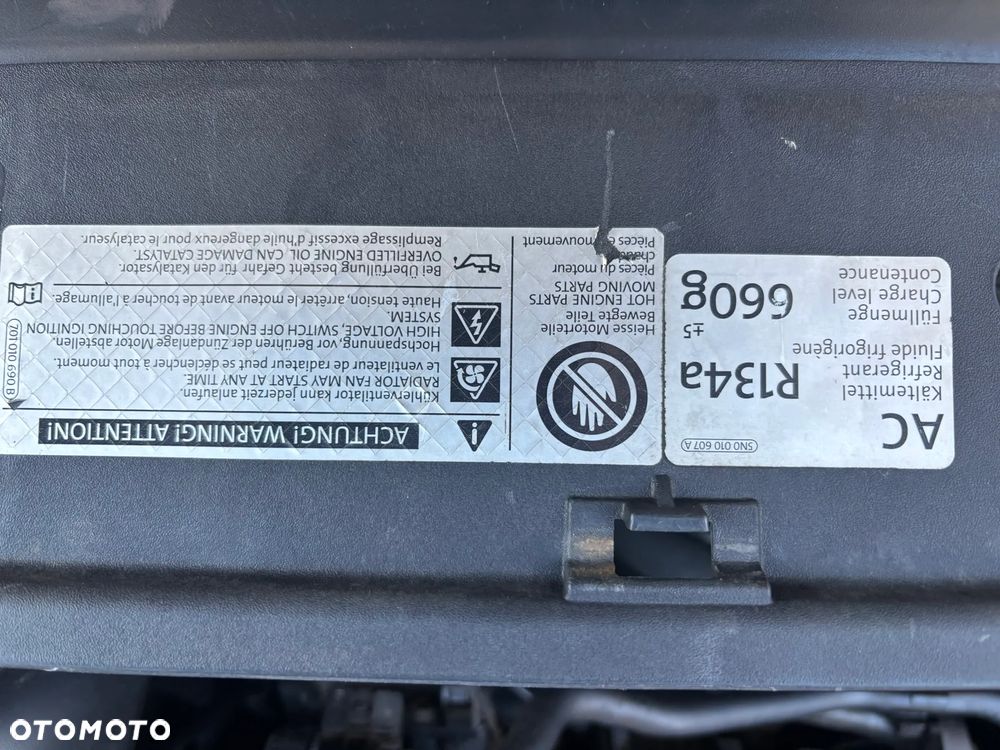 AC
5N0 010 607 A
Kältemittel
Refrigerant
Fluide frigorigène
R134a
Füllmenge
Charge level
Contenance
660g
±5
Heisse Motorteile
Bewegte Teile
HOT ENGINE PARTS
MOVING PARTS
Pièces du moteur
Pièces en mouvement
ACHTUNG! WARNING! ATTENTION!
Kühlerventilator kann jederzeit anlaufen.
RADIATOR FAN MAY START AT ANY TIME.
Le ventilateur de radiateur peut se déclencher à tout moment.
Hochspannung, vor Berühren der Zündanlage Motor abstellen.
HIGH VOLTAGE, SWITCH ENGINE OFF BEFORE TOUCHING IGNITION
SYSTEM.
Haute tension, arrêter le moteur avant de toucher à l'allumage.
Bei Überfüllung besteht Gefahr für den Katalysator.
OVERFILLED ENGINE OIL CAN DAMAGE CATALYST.
Remplissage excessif d'huile dangereux pour le catalyseur.
701 010 690 B
OTOMOTO